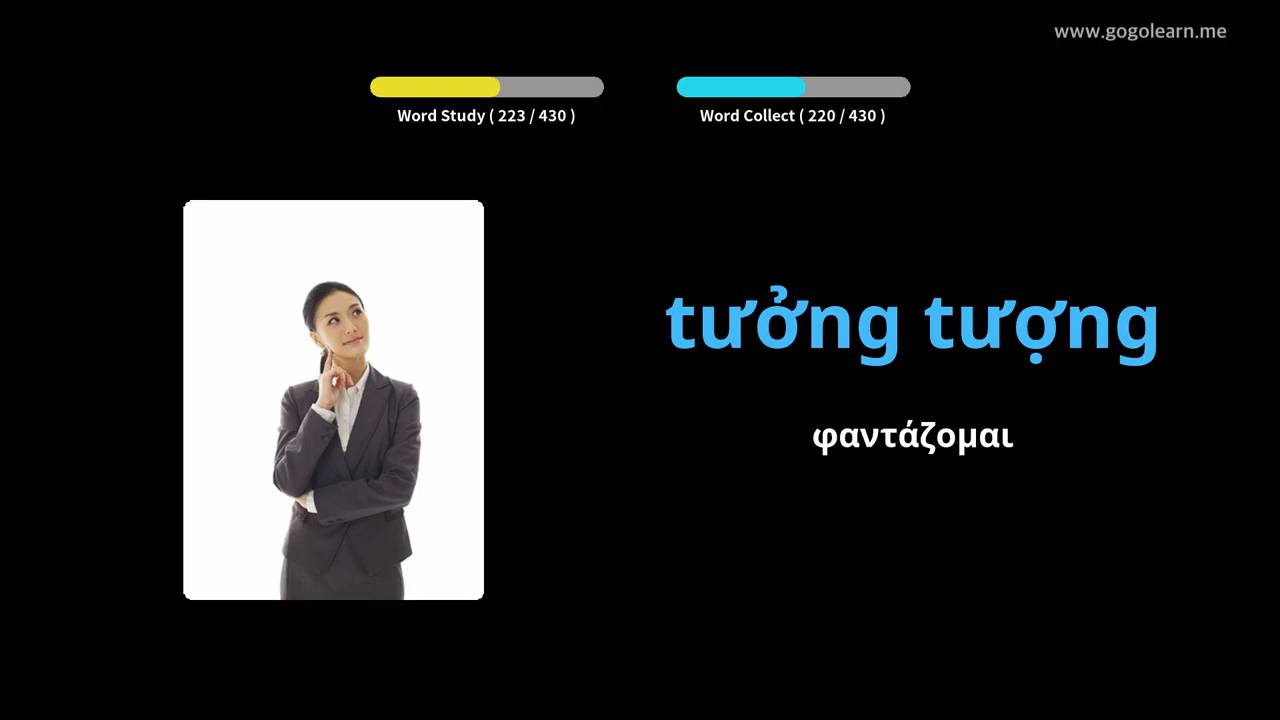 www.gogolearn.me
Word Study ( 223 / 430 )
Word Collect ( 220 / 430 )
tưởng tượng
φαντάζομαι